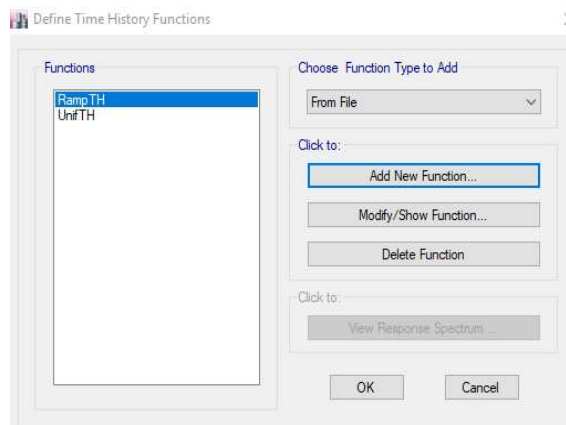 Define Time History Functions
Functions
RampTH
UnifTH
Choose Function Type to Add
From File
Click to:
Add New Function...
Modify/Show Function...
Delete Function
Click to:
View Response Spectrum ...
OK
Cancel